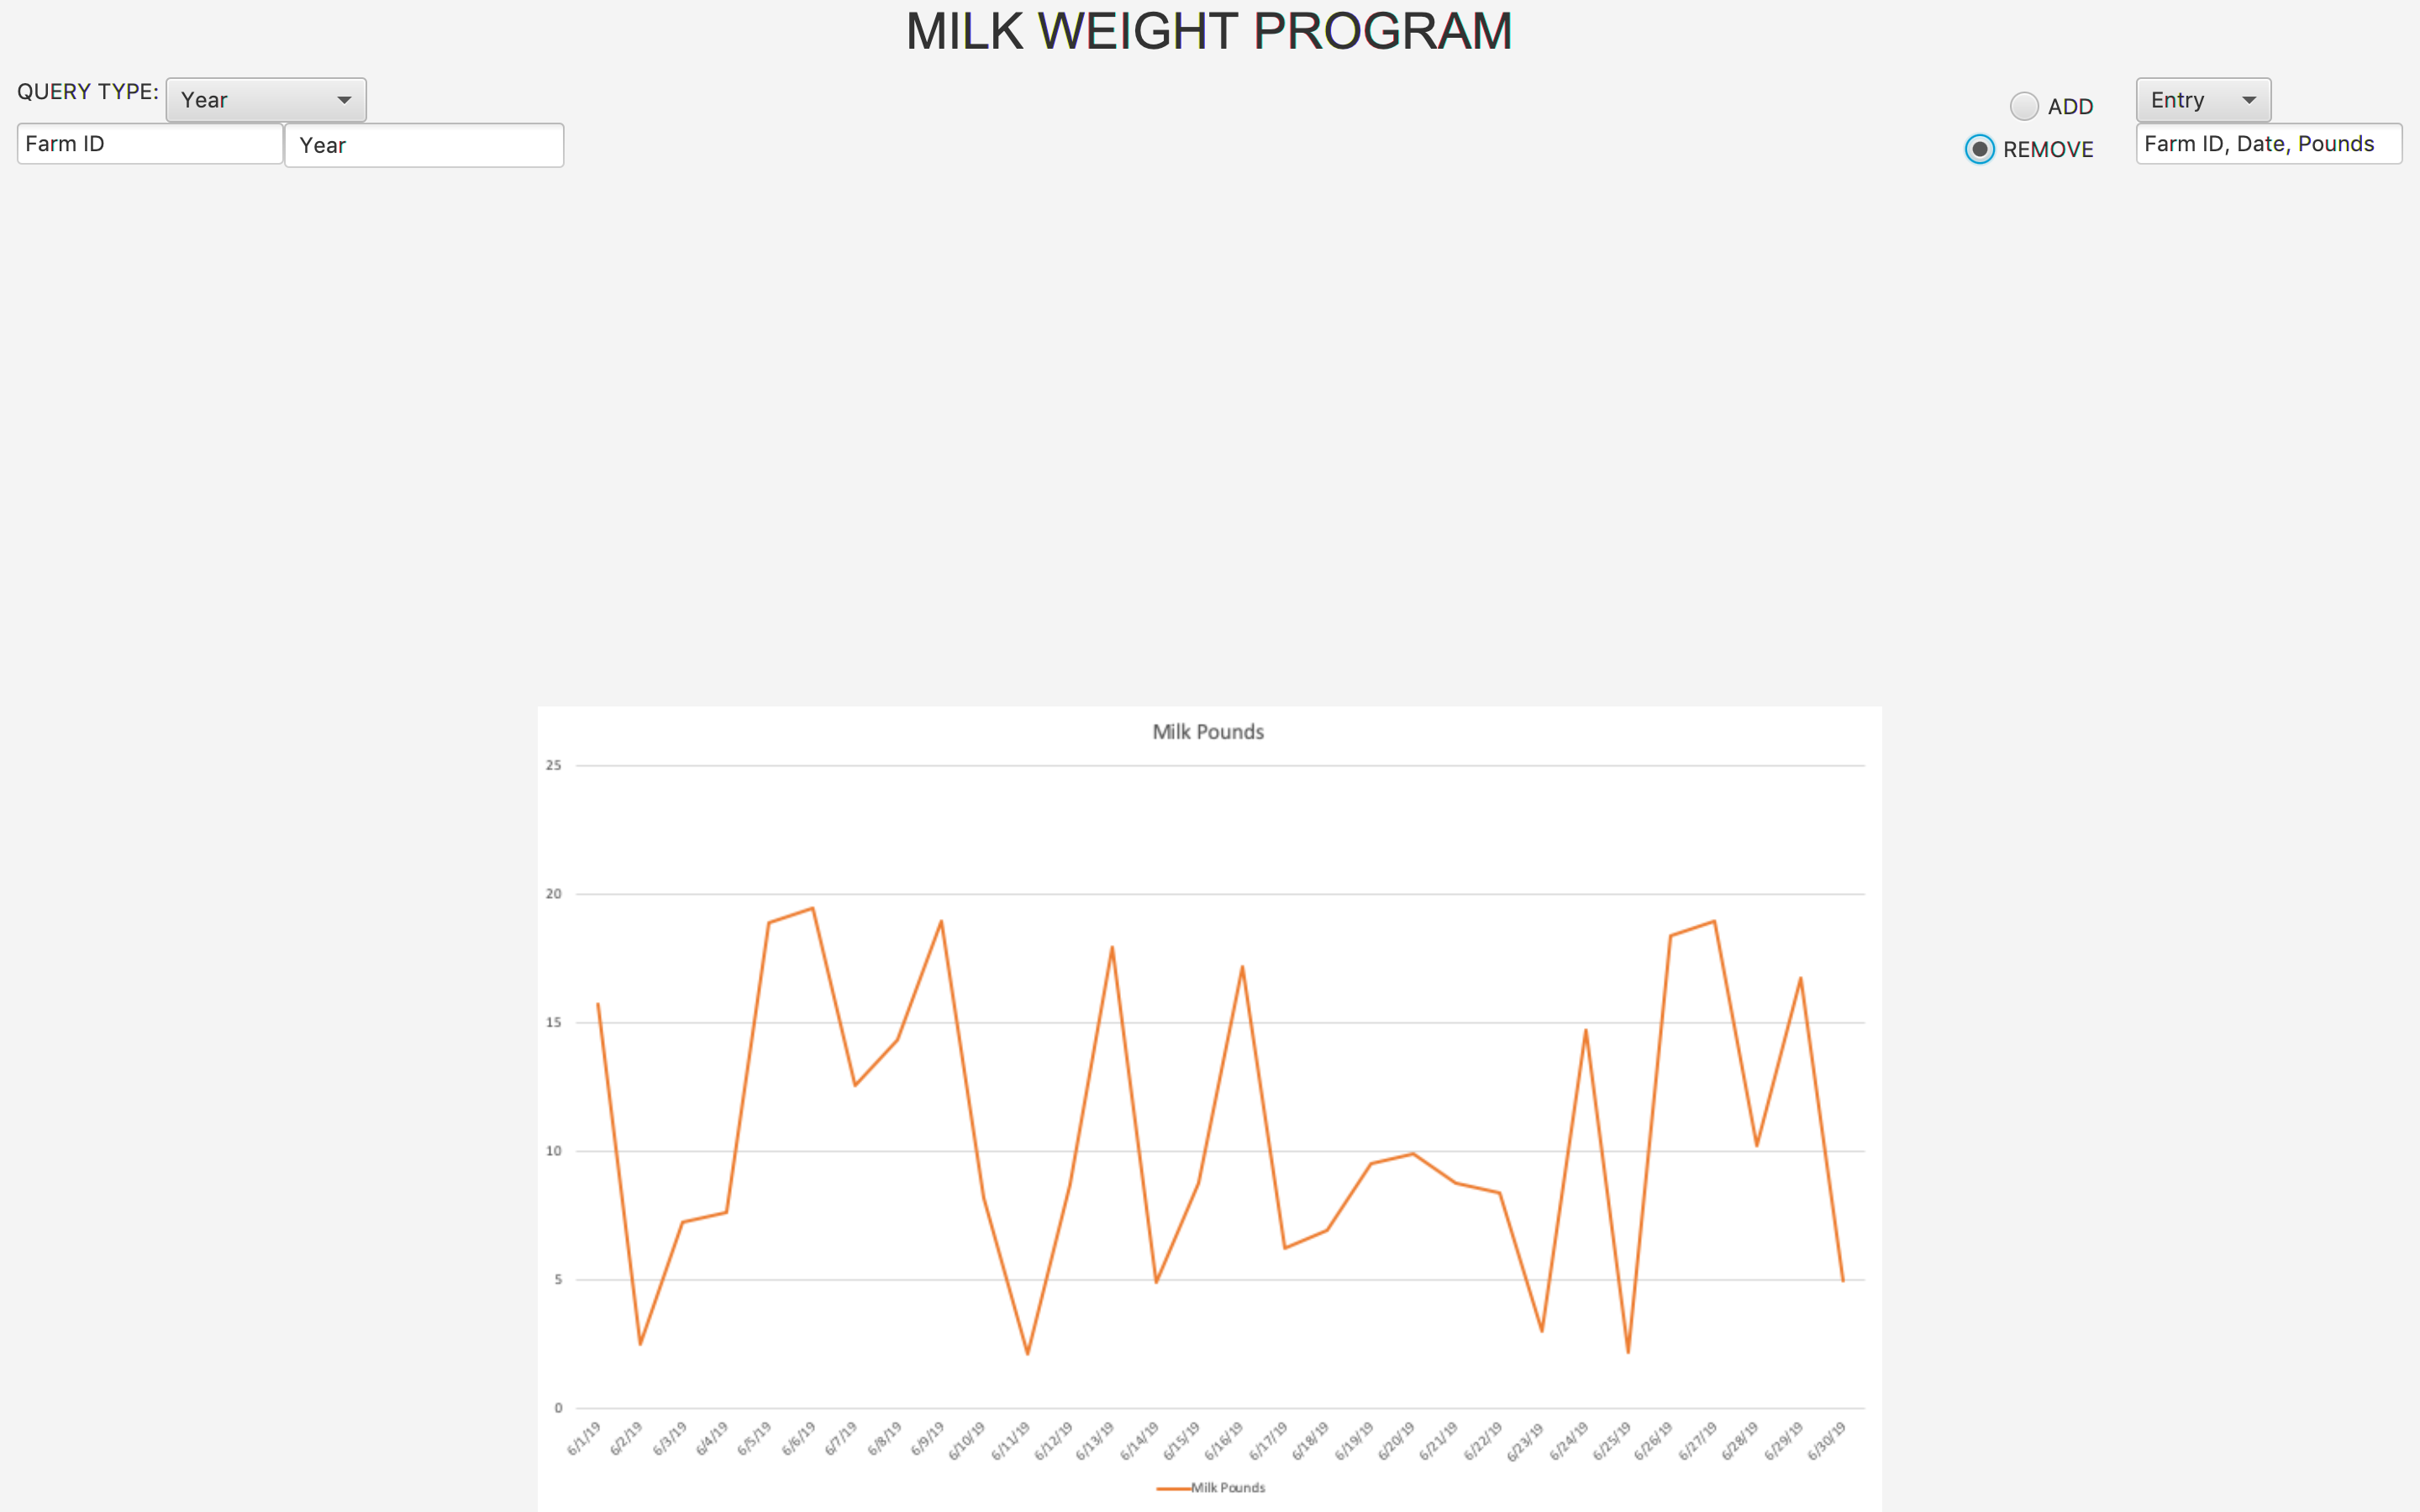 MILK WEIGHT PROGRAM
QUERY TYPE: Year
Farm ID Year
ADD Entry
REMOVE Farm ID, Date, Pounds
Milk Pounds
25
20
15
10
5
0
6/1/19 6/2/19 6/3/19 6/4/19 6/5/19 6/6/19 6/7/19 6/8/19 6/9/19 6/10/19 6/11/19 6/12/19 6/13/19 6/14/19 6/15/19 6/16/19 6/17/19 6/18/19 6/19/19 6/20/19 6/21/19 6/22/19 6/23/19 6/24/19 6/25/19 6/26/19 6/27/19 6/28/19 6/29/19 6/30/19
Milk Pounds